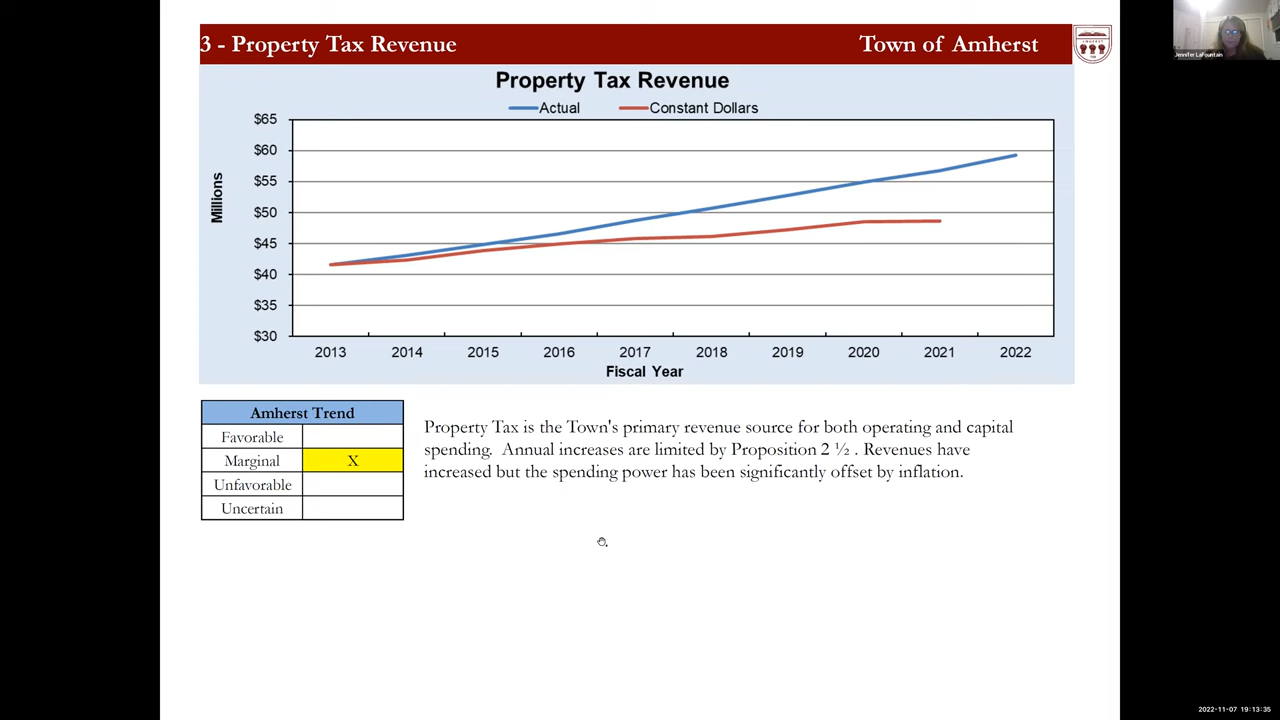 3 - Property Tax Revenue Town of Amherst
Jennifer LaFountain
Property Tax Revenue
Actual Constant Dollars
$65
$60
$55
$50
$45
$40
$35
$30
Millions
2013 2014 2015 2016 2017 2018 2019 2020 2021 2022
Fiscal Year
Amherst Trend
Favorable
Marginal X
Unfavorable
Uncertain
Property Tax is the Town's primary revenue source for both operating and capital
spending. Annual increases are limited by Proposition 2 ½ . Revenues have
increased but the spending power has been significantly offset by inflation.
2022-11-07 19:13:35